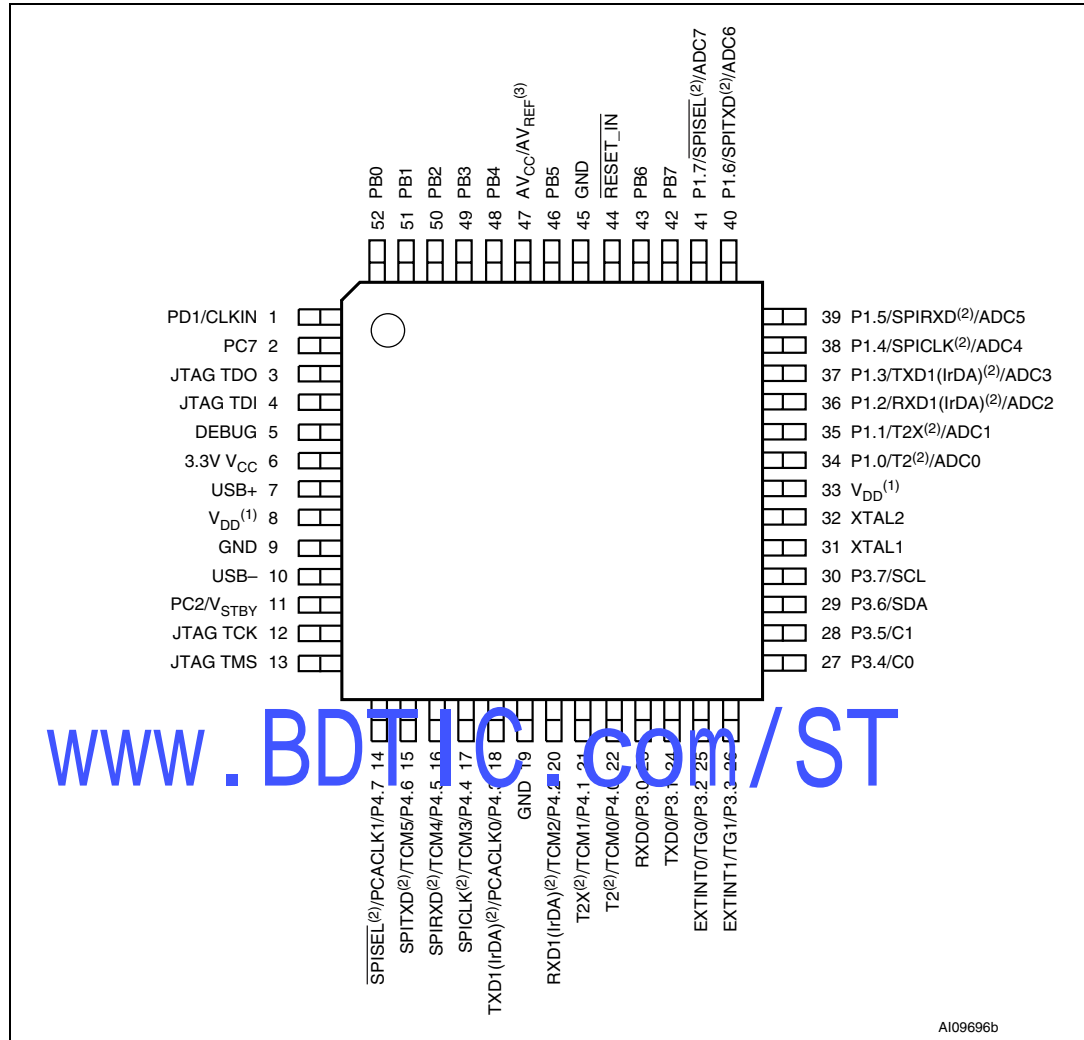 52 PB0
51 PB1
50 PB2
49 PB3
48 PB4
47 AVCC/AVREF(3)
46 PB5
45 GND
44 RESET_IN
43 PB6
42 PB7
41 P1.7/SPISEL(2)/ADC7
40 P1.6/SPITXD(2)/ADC6
PD1/CLKIN 1
PC7 2
JTAG TDO 3
JTAG TDI 4
DEBUG 5
3.3V VCC 6
USB+ 7
VDD(1) 8
GND 9
USB– 10
PC2/VSTBY 11
JTAG TCK 12
JTAG TMS 13
39 P1.5/SPIRXD(2)/ADC5
38 P1.4/SPICLK(2)/ADC4
37 P1.3/TXD1(IrDA)(2)/ADC3
36 P1.2/RXD1(IrDA)(2)/ADC2
35 P1.1/T2X(2)/ADC1
34 P1.0/T2(2)/ADC0
33 VDD(1)
32 XTAL2
31 XTAL1
30 P3.7/SCL
29 P3.6/SDA
28 P3.5/C1
27 P3.4/C0
SPISEL(2)/PCACLK1/P4.7 14
SPITXD(2)/TCM5/P4.6 15
SPIRXD(2)/TCM4/P4.5 16
SPICLK(2)/TCM3/P4.4 17
TXD1(IrDA)(2)/PCACLK0/P4.3 18
GND 19
RXD1(IrDA)(2)/TCM2/P4.2 20
T2X(2)/TCM1/P4.1 21
T2(2)/TCM0/P4.0 22
RXD0/P3.0 23
TXD0/P3.1 24
EXTINT0/TG0/P3.2 25
EXTINT1/TG1/P3.3 26
www.BDTIC.com/ST
AI09696b